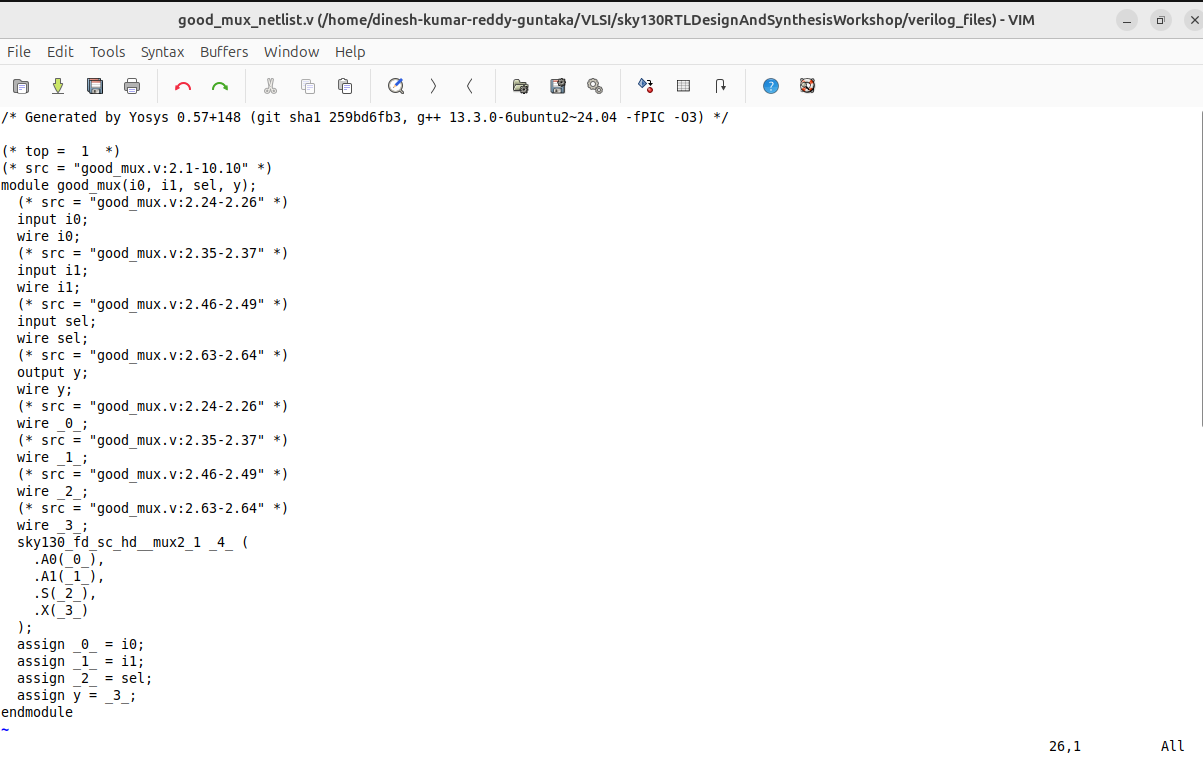 good_mux_netlist.v (/home/dinesh-kumar-reddy-guntaka/VLSI/sky130RTLDesignAndSynthesisWorkshop/verilog_files) - VIM
File Edit Tools Syntax Buffers Window Help
/* Generated by Yosys 0.57+148 (git sha1 259bd6fb3, g++ 13.3.0-6ubuntu2~24.04 -fPIC -O3) */
(* top =  1  *)
(* src = "good_mux.v:2.1-10.10" *)
module good_mux(i0, i1, sel, y);
  (* src = "good_mux.v:2.24-2.26" *)
  input i0;
  wire i0;
  (* src = "good_mux.v:2.35-2.37" *)
  input i1;
  wire i1;
  (* src = "good_mux.v:2.46-2.49" *)
  input sel;
  wire sel;
  (* src = "good_mux.v:2.63-2.64" *)
  output y;
  wire y;
  (* src = "good_mux.v:2.24-2.26" *)
  wire _0_;
  (* src = "good_mux.v:2.35-2.37" *)
  wire _1_;
  (* src = "good_mux.v:2.46-2.49" *)
  wire _2_;
  (* src = "good_mux.v:2.63-2.64" *)
  wire _3_;
  sky130_fd_sc_hd__mux2_1 _4_ (
    .A0(_0_),
    .A1(_1_),
    .S(_2_),
    .X(_3_)
  );
  assign _0_ = i0;
  assign _1_ = i1;
  assign _2_ = sel;
  assign y = _3_;
endmodule
~
26,1 All